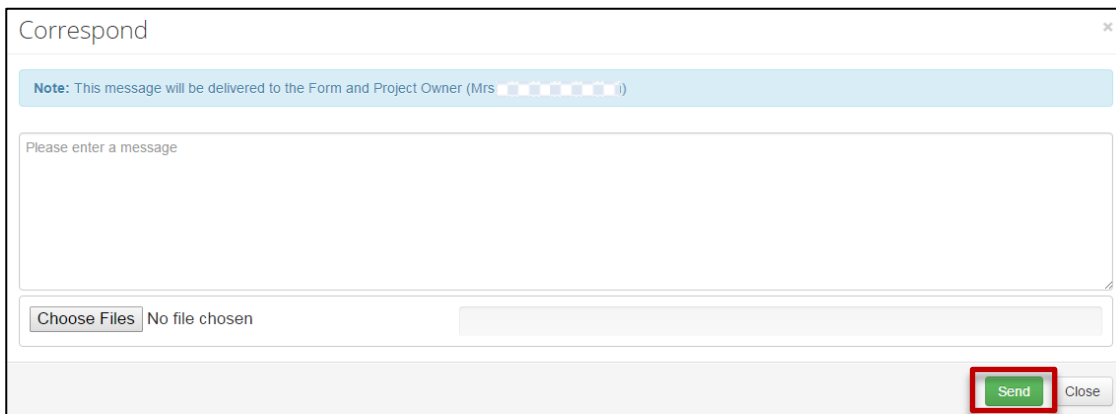 Correspond
×
Note: This message will be delivered to the Form and Project Owner (Mrs )
Please enter a message
Choose Files No file chosen
Send Close